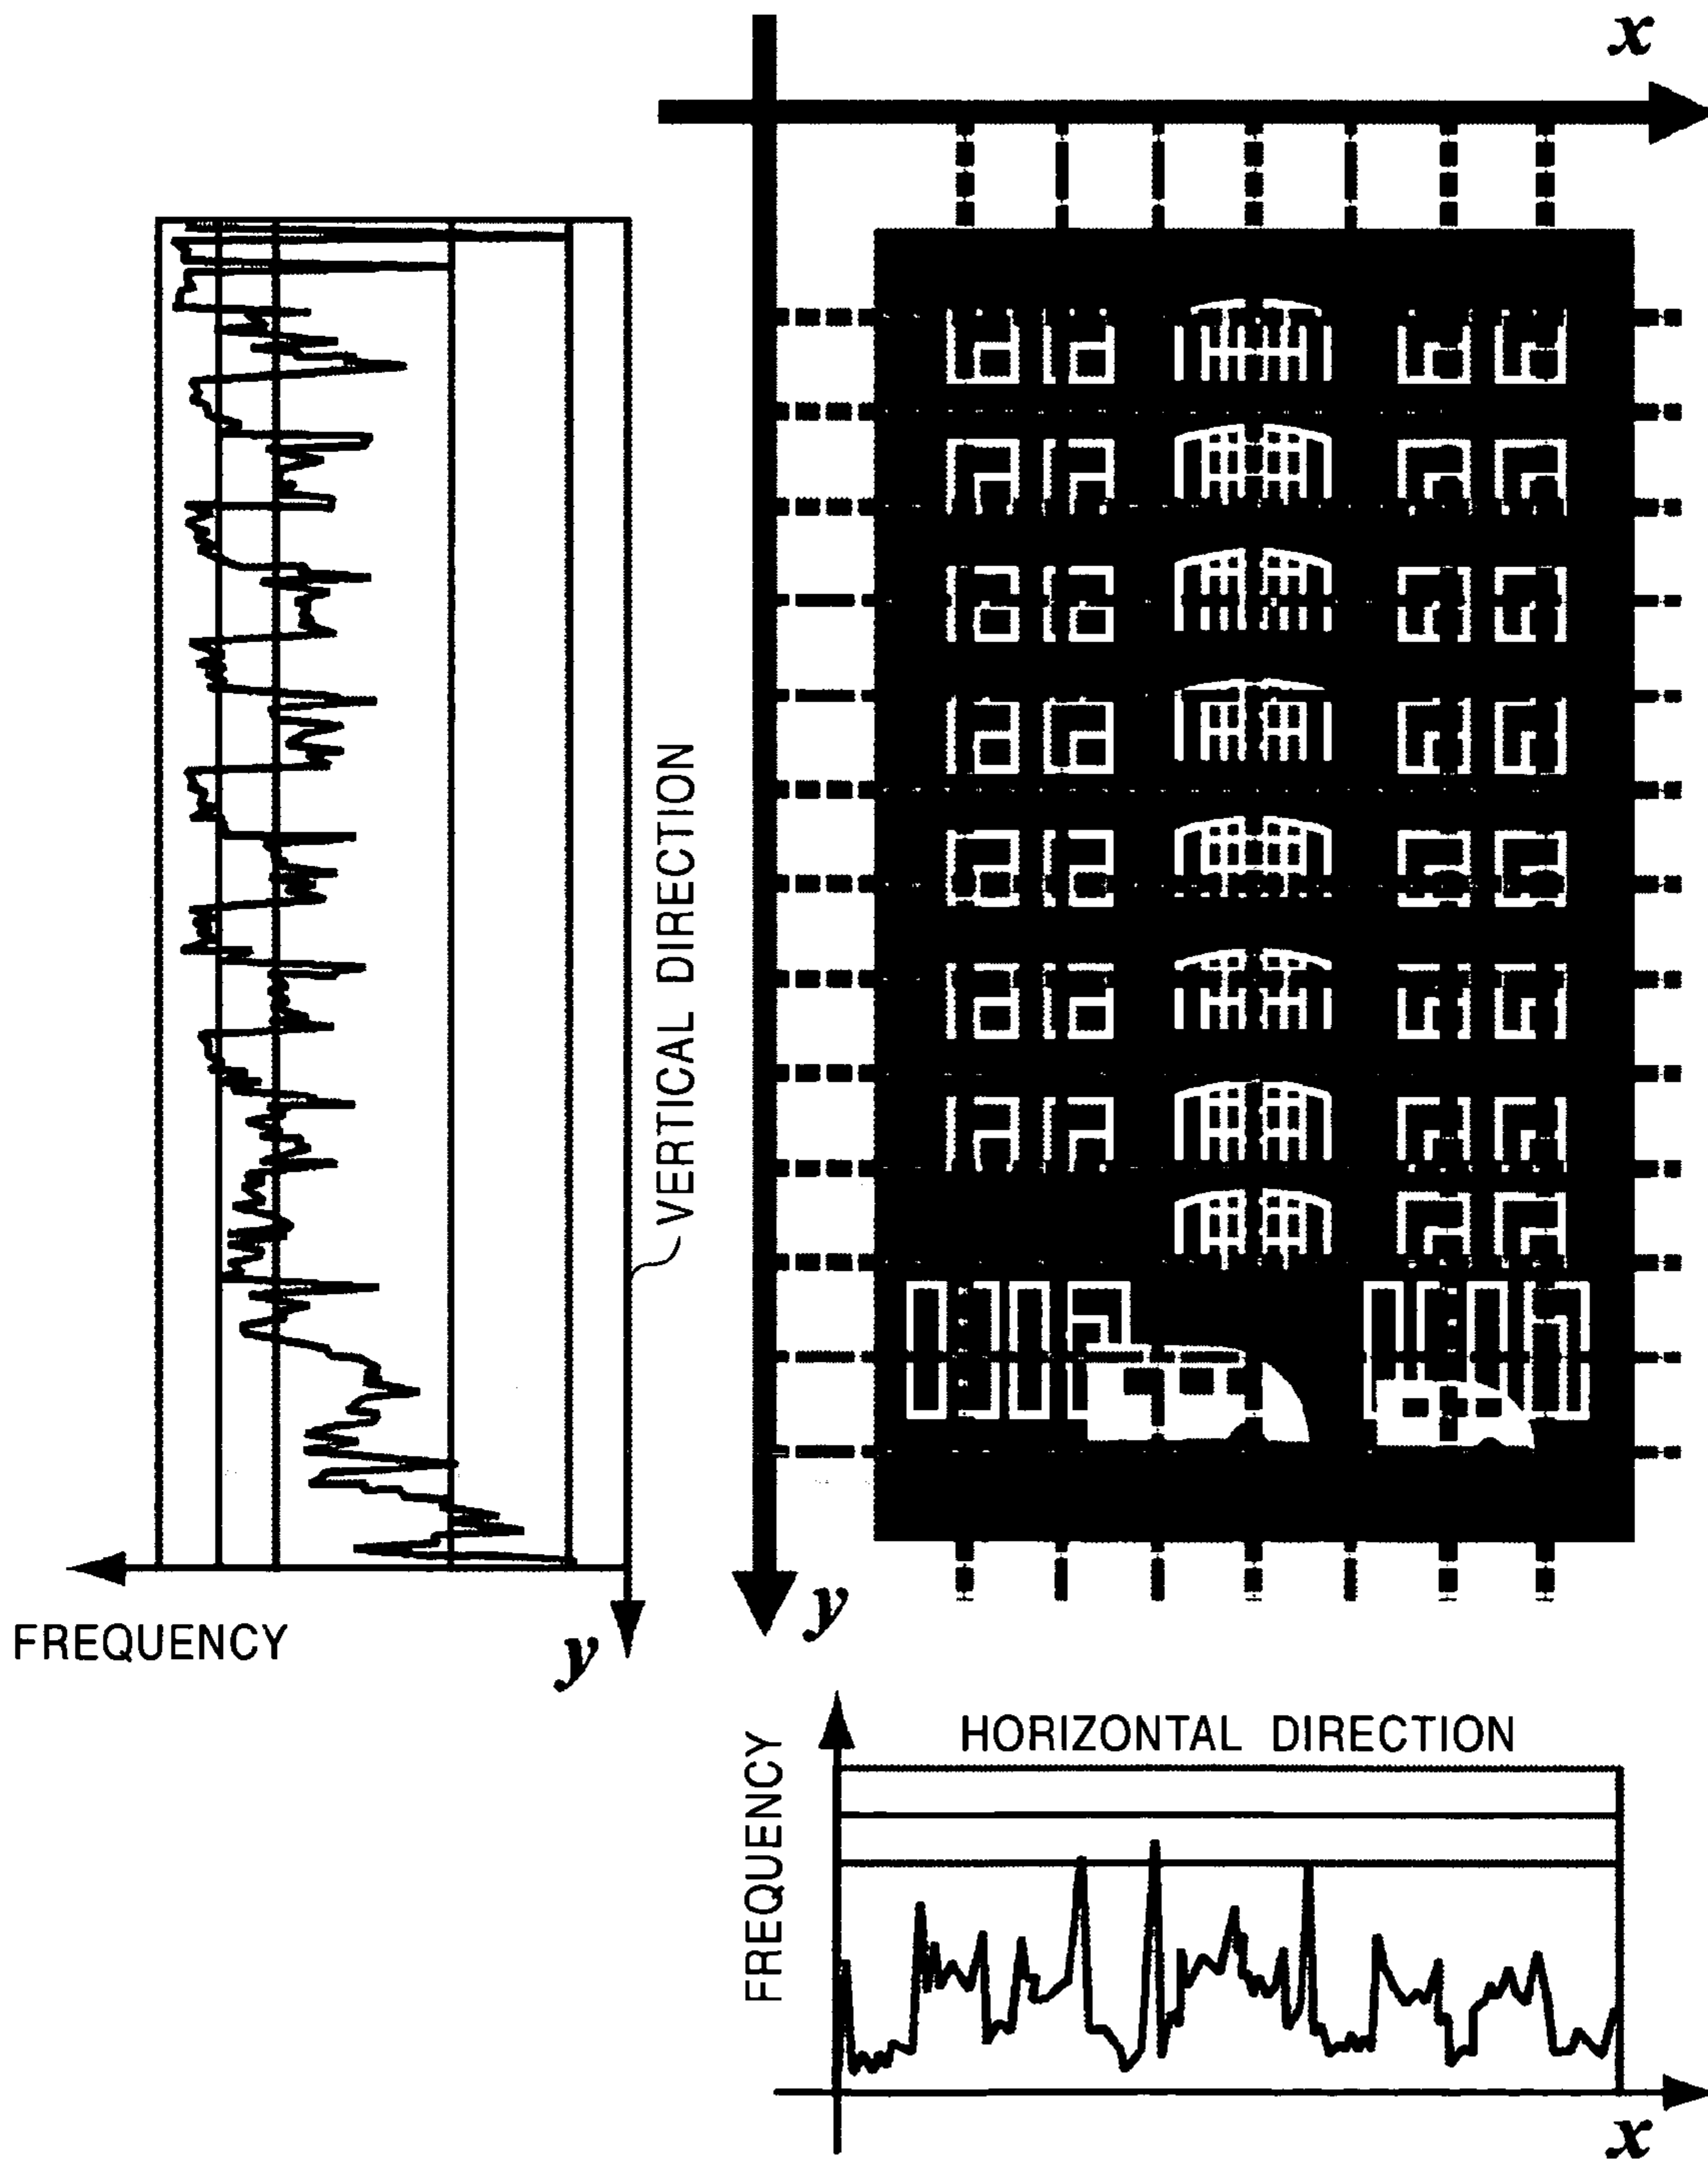 x
VERTICAL DIRECTION
FREQUENCY
y
y
HORIZONTAL DIRECTION
FREQUENCY
x